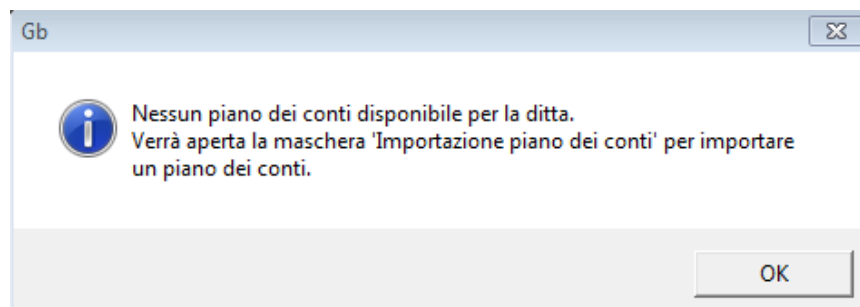 Gb
Nessun piano dei conti disponibile per la ditta.
Verrà aperta la maschera 'Importazione piano dei conti' per importare
un piano dei conti.
OK